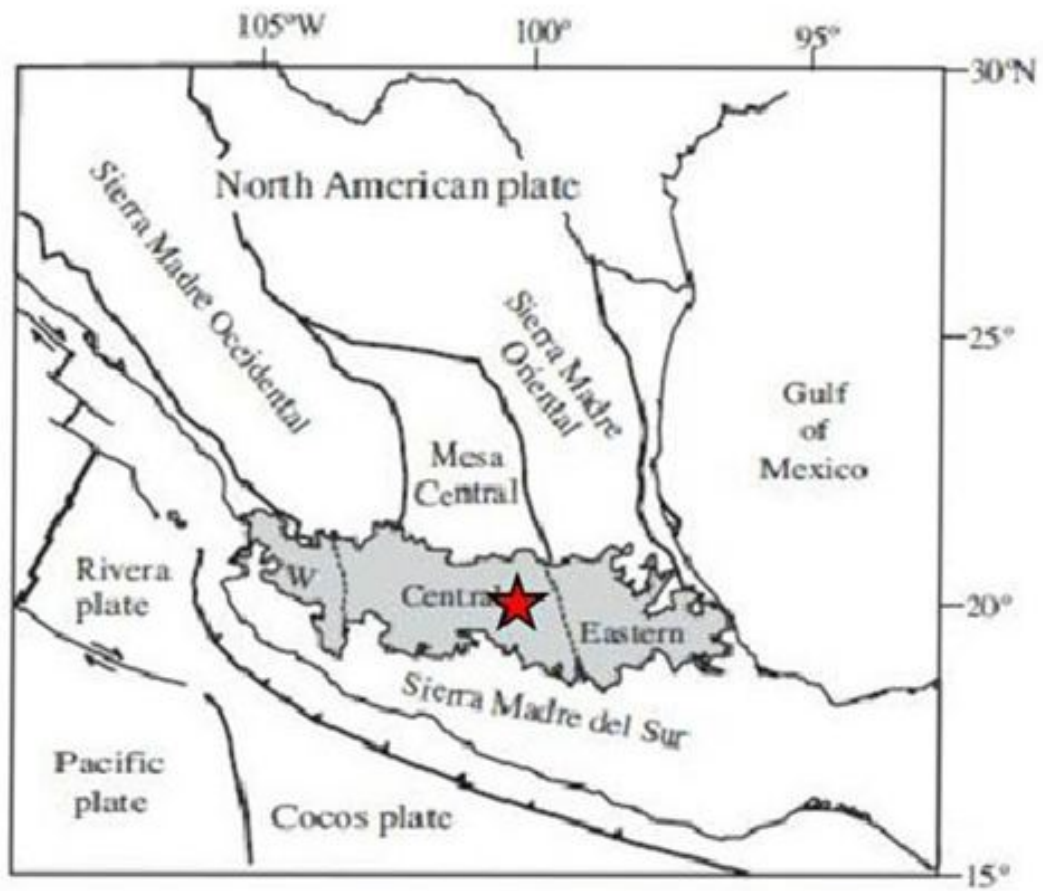 105°W
100°
95°
30°N
North American plate
Sierra Madre Occidental
Sierra Madre
Oriental
25°
Gulf
of
Mexico
Mesa
Central
Rivera
plate
W
Central
Eastern
20°
Sierra Madre del Sur
Pacific
plate
Cocos plate
15°